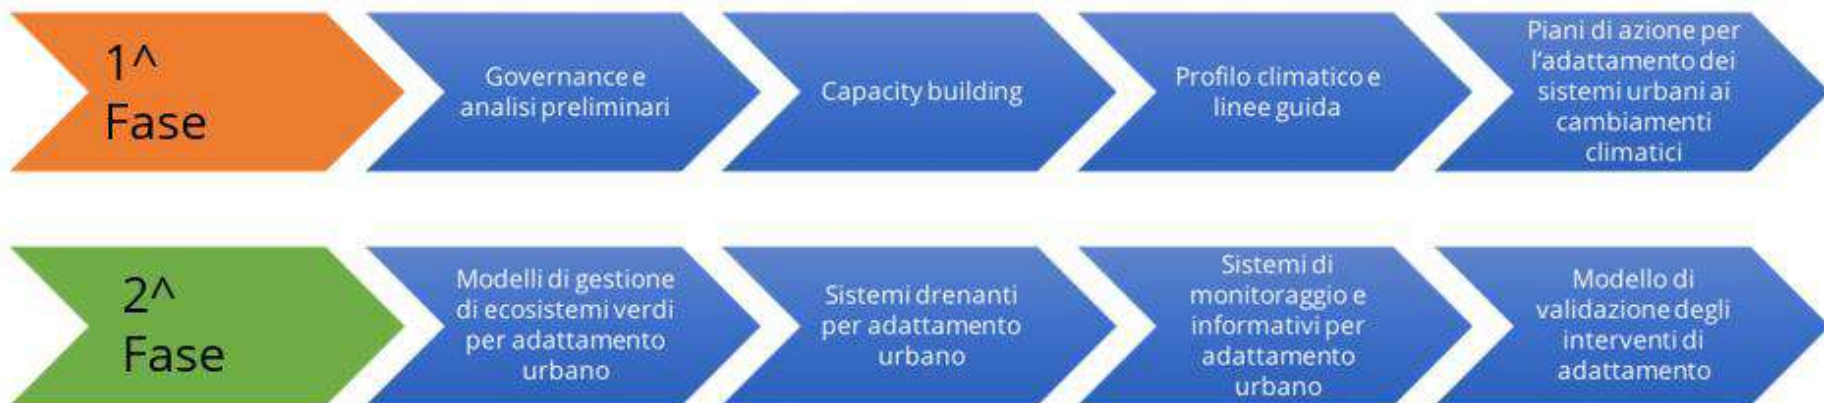 1^
Fase
Governance e
analisi preliminari
Capacity building
Profilo climatico e
linee guida
Piani di azione per
l'adattamento dei
sistemi urbani ai
cambiamenti
climatici
2^
Fase
Modelli di gestione
di ecosistemi verdi
per adattamento
urbano
Sistemi drenanti
per adattamento
urbano
Sistemi di
monitoraggio e
informativi per
adattamento
urbano
Modello di
validazione degli
interventi di
adattamento